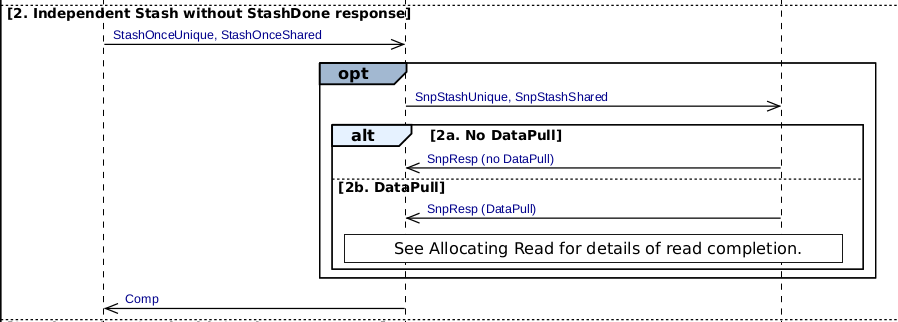 [2. Independent Stash without StashDone response]
StashOnceUnique, StashOnceShared
opt
SnpStashUnique, SnpStashShared
alt [2a. No DataPull]
SnpResp (no DataPull)
[2b. DataPull]
SnpResp (DataPull)
See Allocating Read for details of read completion.
Comp